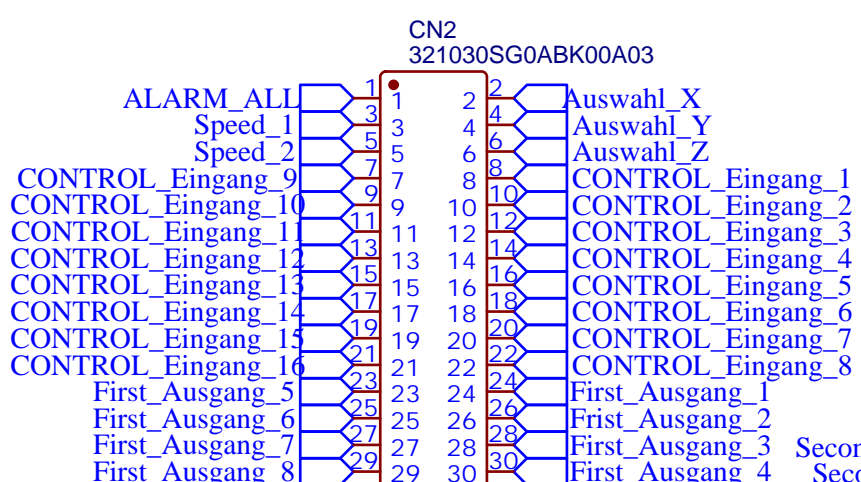 CN2
321030SG0ABK00A03
ALARM_ALL 1 1 2 2 Auswahl_X
Speed_1 3 3 4 4 Auswahl_Y
Speed_2 5 5 6 6 Auswahl_Z
CONTROL_Eingang_9 7 7 8 8 CONTROL_Eingang_1
CONTROL_Eingang_10 9 9 10 10 CONTROL_Eingang_2
CONTROL_Eingang_11 11 11 12 12 CONTROL_Eingang_3
CONTROL_Eingang_12 13 13 14 14 CONTROL_Eingang_4
CONTROL_Eingang_13 15 15 16 16 CONTROL_Eingang_5
CONTROL_Eingang_14 17 17 18 18 CONTROL_Eingang_6
CONTROL_Eingang_15 19 19 20 20 CONTROL_Eingang_7
CONTROL_Eingang_16 21 21 22 22 CONTROL_Eingang_8
First_Ausgang_5 23 23 24 24 First_Ausgang_1
First_Ausgang_6 25 25 26 26 Frist_Ausgang_2
First_Ausgang_7 27 27 28 28 First_Ausgang_3 Secon
First_Ausgang_8 29 29 30 30 First_Ausgang_4 Seco